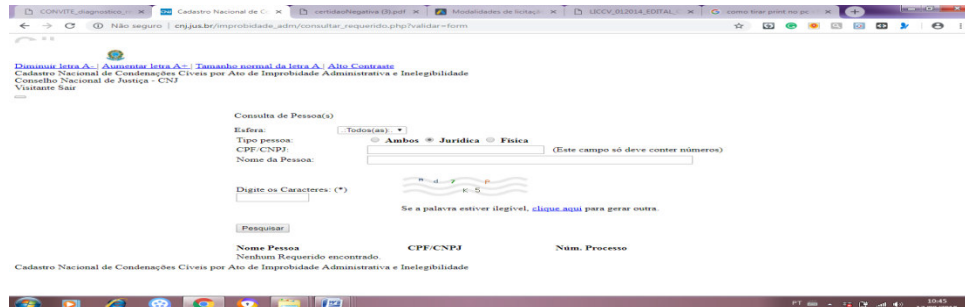 CONVITE_diagnostico_
Cadastro Nacional de C
certidaoNegativa (3).pdf
Modalidades de licitaç
LICCV_012014_EDITAL_
como tirar print no pc
Não seguro | cnj.jus.br/improbidade_adm/consultar_requerido.php?validar=form
Diminuir letra A- | Aumentar letra A+ | Tamanho normal da letra A | Alto Contraste
Cadastro Nacional de Condenações Cíveis por Ato de Improbidade Administrativa e Inelegibilidade
Conselho Nacional de Justiça - CNJ
Visitante Sair
Consulta de Pessoa(s)
Esfera: Todos(as)
Tipo pessoa: Ambos Jurídica Física
CPF/CNPJ: (Este campo só deve conter números)
Nome da Pessoa:
Digite os Caracteres: (*)
Se a palavra estiver ilegível, clique aqui para gerar outra.
Pesquisar
Nome Pessoa CPF/CNPJ Núm. Processo
Nenhum Requerido encontrado.
Cadastro Nacional de Condenações Cíveis por Ato de Improbidade Administrativa e Inelegibilidade
PT 10:45